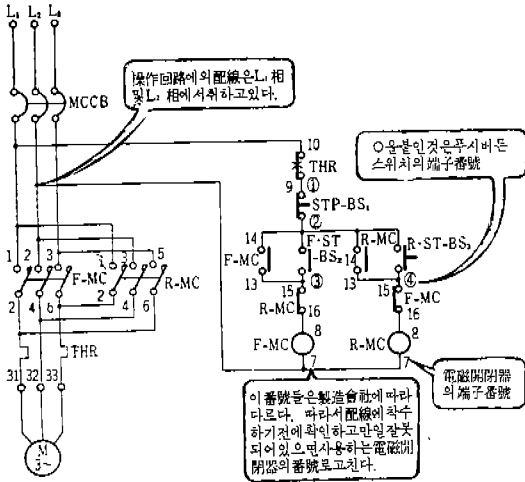 L₁ L₂ L₃
MCCB
操作回路에의 配線은 L₁ 相
및 L₂ 相에서 취하고 있다.
10
THR
9 ①
STP-BS₁
②
○을 붙인 것은 푸시버튼
스위치의 端子番號
14
F-MC
13
F·ST
-BS₂
③
R-MC
14
13
R·ST-BS₃
④
15
R-MC
16
15
F-MC
16
8
F-MC
7
8
R-MC
7
1 2 3
F-MC
2 4 6
3 5
R-MC
2 4 6
THR
31 32 33
M
3~
이 番號들은 製造會社에 따라
다르다. 따라서 配線에 착수
하기 전에 확인하고 만일 잘못
되어 있으면 사용하는 電磁開
閉器의 番號로 고친다.
電磁開閉器
의 端子番號